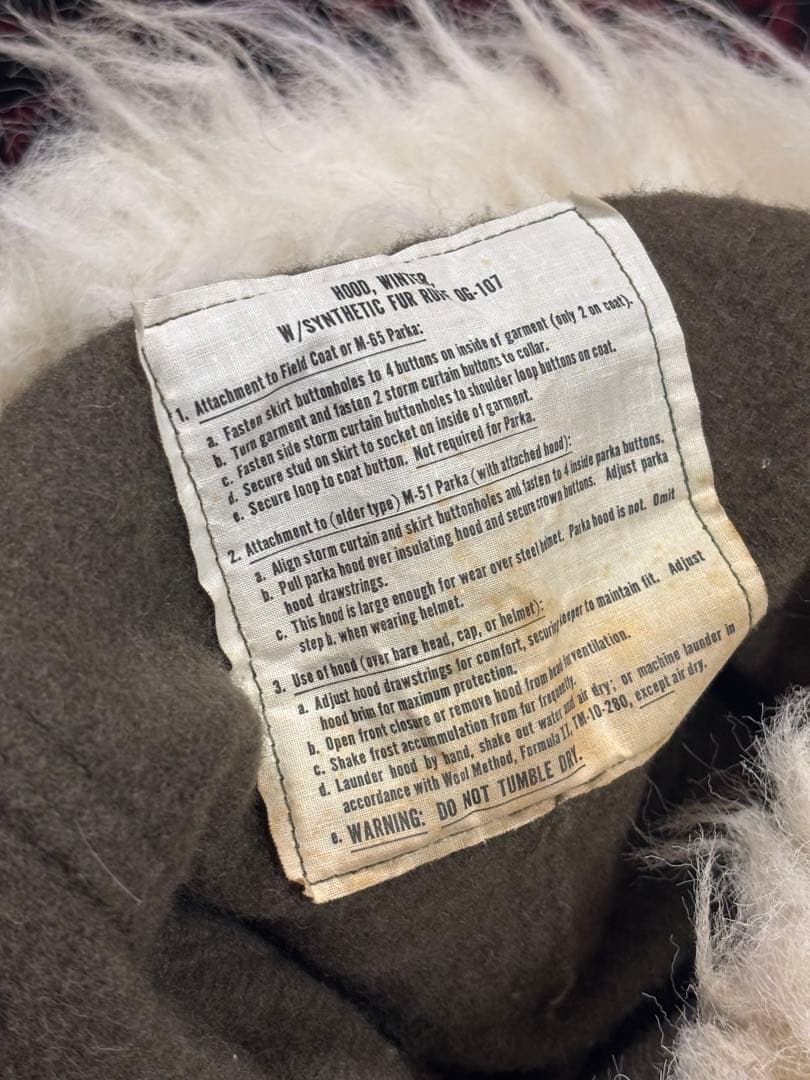 HOOD, WINTER,
W/SYNTHETIC FUR RUFF OG-107
1. Attachment to Field Coat or M-65 Parka:
a. Fasten skirt buttonholes to 4 buttons on inside of garment (only 2 on coat).
b. Turn garment and fasten 2 storm curtain buttons to collar.
c. Fasten side storm curtain buttonholes to shoulder loop buttons on coat.
d. Secure stud on skirt to socket on inside of garment.
e. Secure loop to coat button. Not required for Parka.
2. Attachment to (older type) M-51 Parka (with attached hood):
a. Align storm curtain and skirt buttonholes and fasten to 4 inside parka buttons.
b. Pull parka hood over insulating hood and secure crown buttons. Adjust parka
hood drawstrings.
c. This hood is large enough for wear over steel helmet. Parka hood is not. Omit
step b. when wearing helmet.
3. Use of hood (over bare head, cap, or helmet):
a. Adjust hood drawstrings for comfort, securing keeper to maintain fit. Adjust
hood brim for maximum protection.
b. Open front closure or remove hood from head for ventilation.
c. Shake frost accumulation from fur frequently.
d. Launder hood by hand, shake out water and air dry; or machine launder in
accordance with Wool Method, Formula II, TM-10-280, except air dry.
e. WARNING: DO NOT TUMBLE DRY.